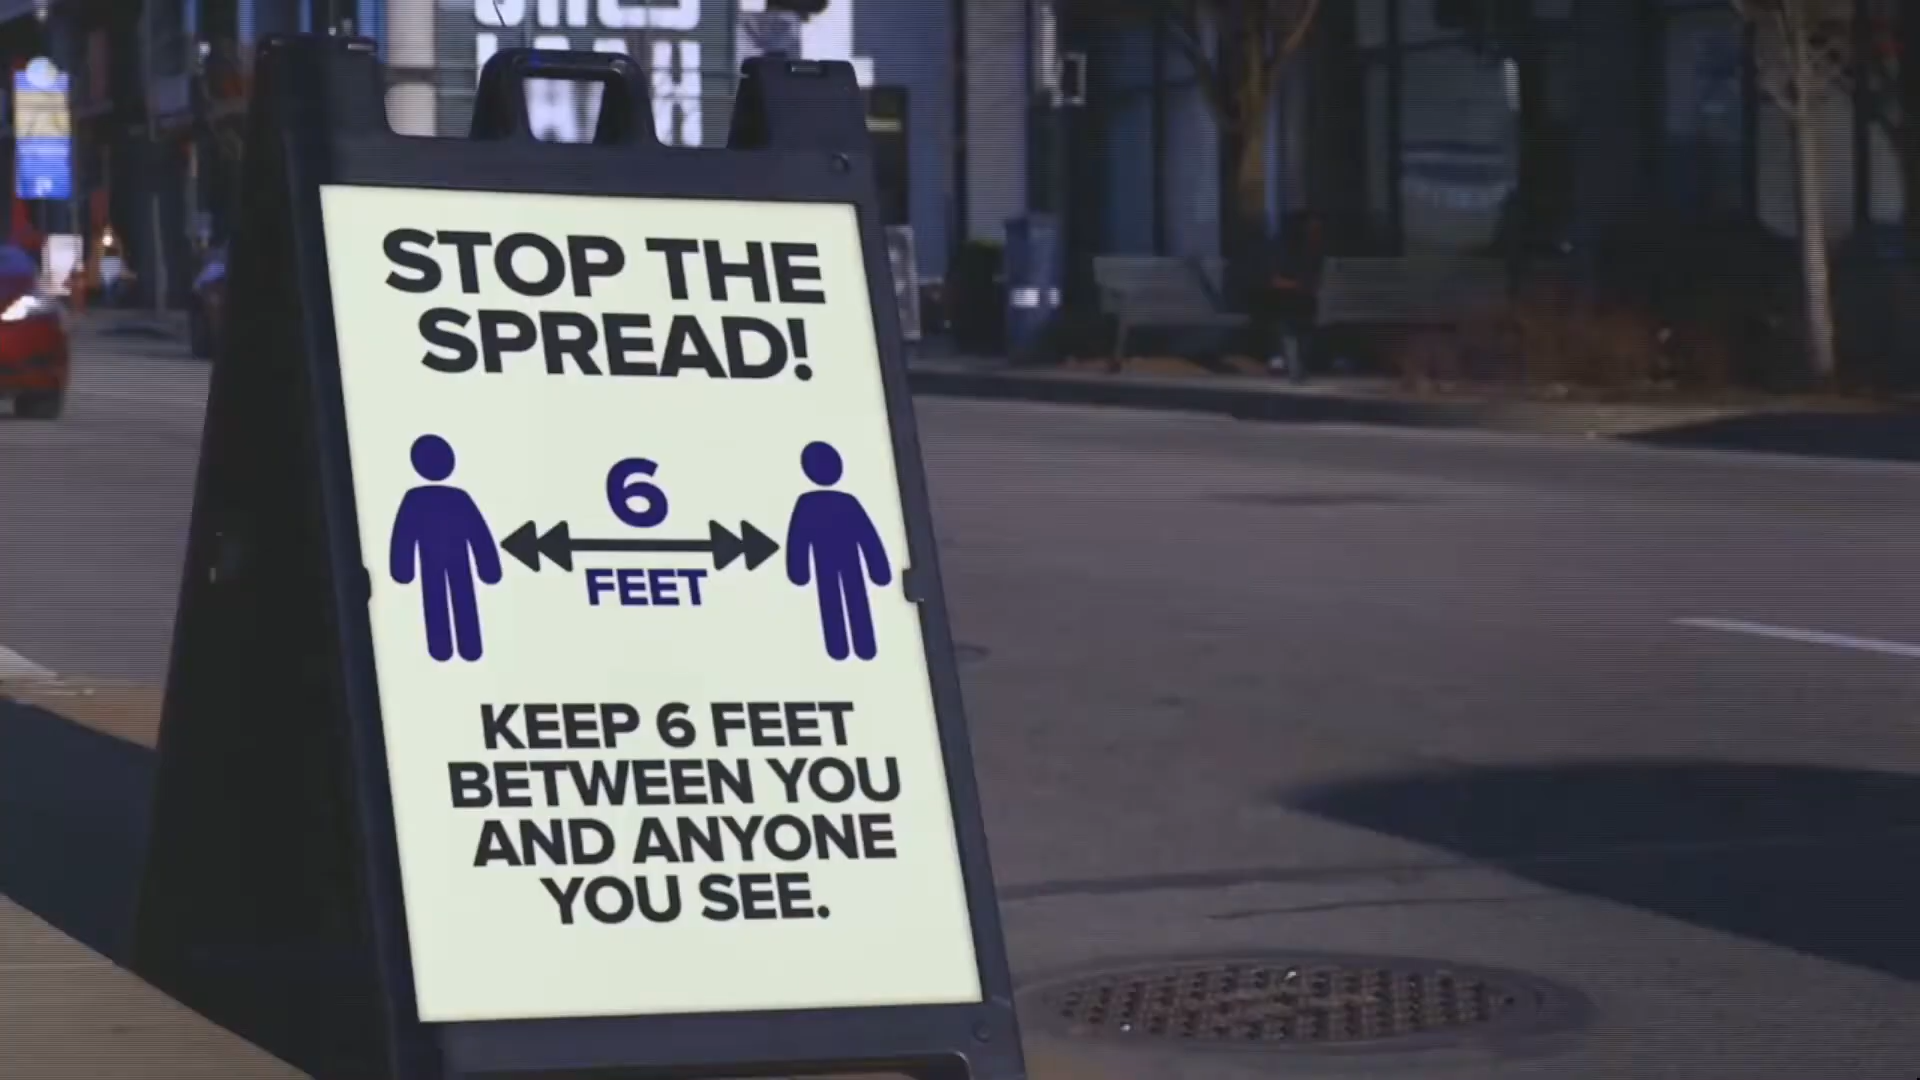 STOP THE
SPREAD!
6
FEET
KEEP 6 FEET
BETWEEN YOU
AND ANYONE
YOU SEE.